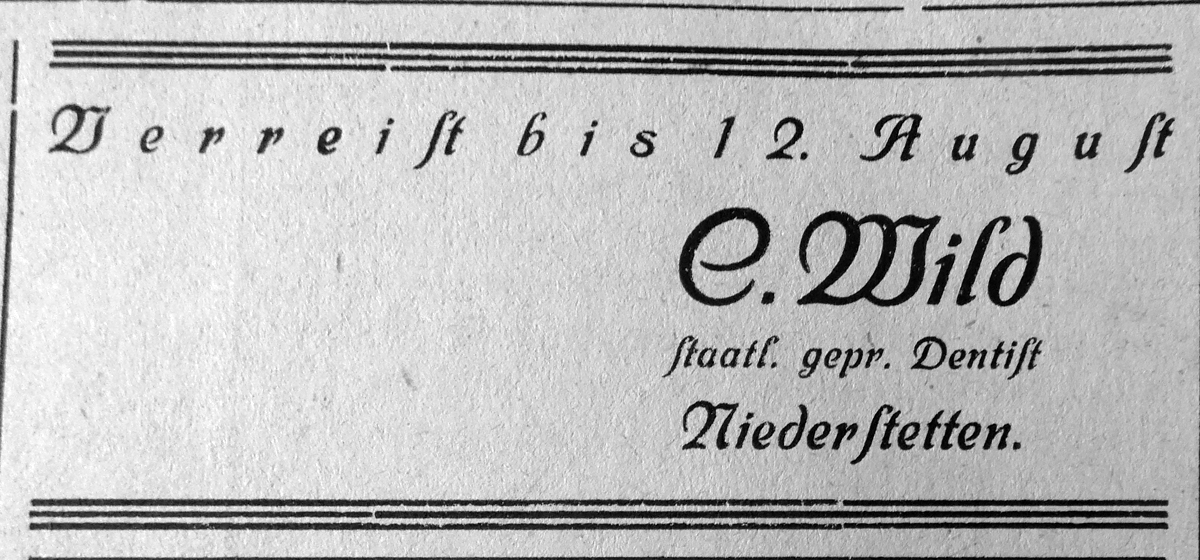 Verreiſt bis 12. Auguſt
E. Wild
ſtaatl. gepr. Dentiſt
Niederſtetten.